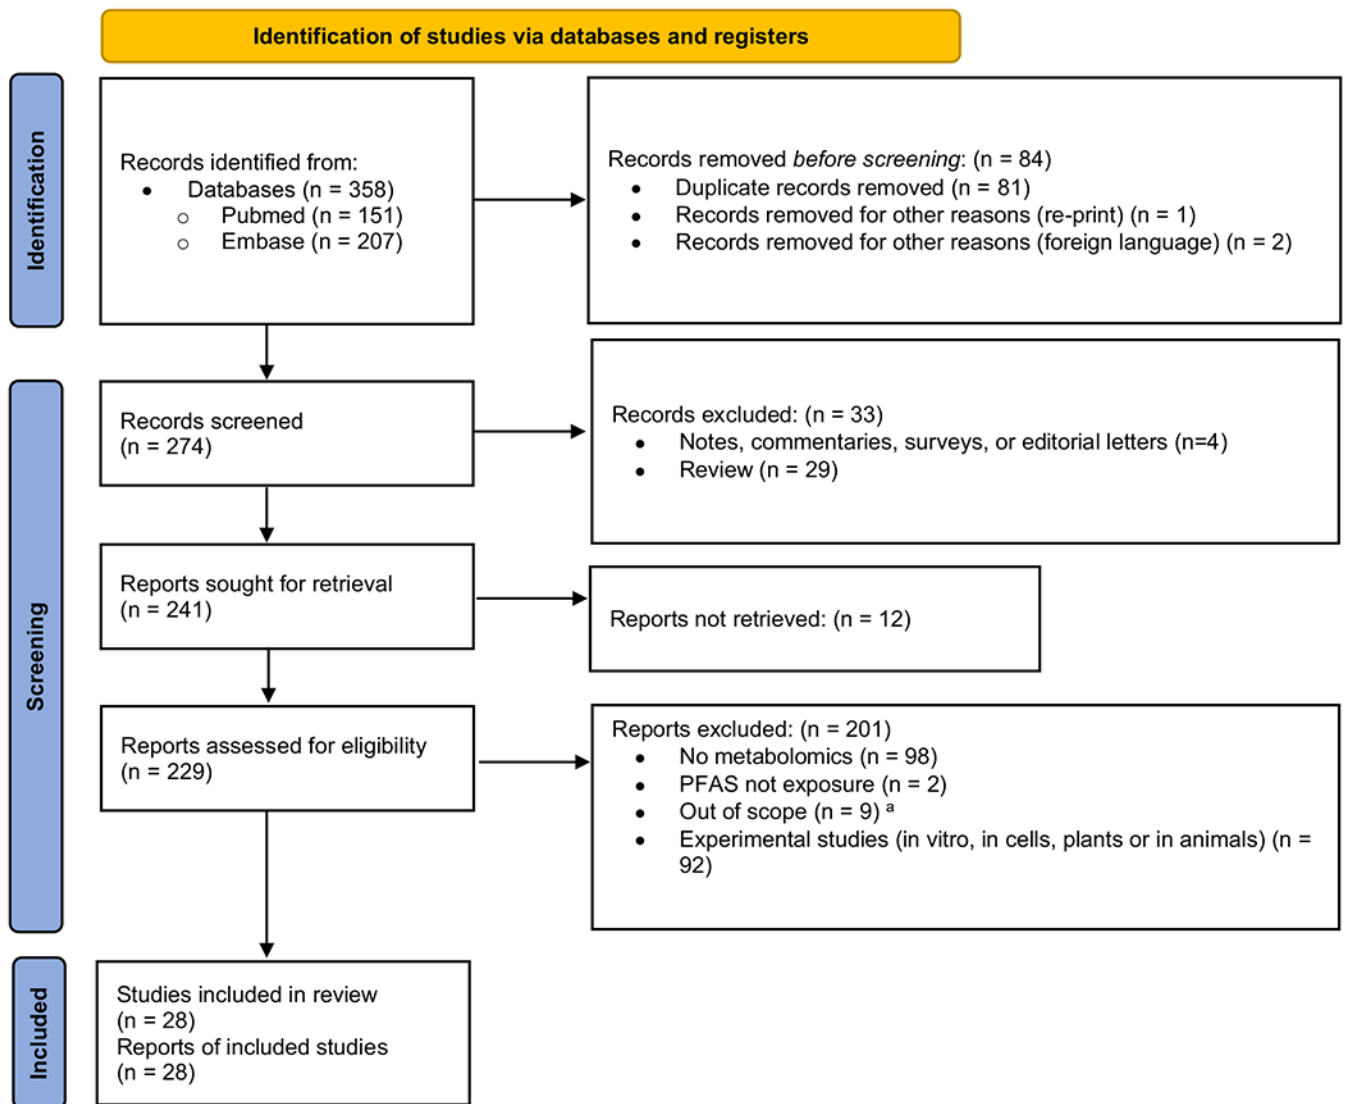 Identification of studies via databases and registers
Identification
Records identified from:
● Databases (n = 358)
○ Pubmed (n = 151)
○ Embase (n = 207)
Records removed before screening: (n = 84)
● Duplicate records removed (n = 81)
● Records removed for other reasons (re-print) (n = 1)
● Records removed for other reasons (foreign language) (n = 2)
Screening
Records screened
(n = 274)
Records excluded: (n = 33)
● Notes, commentaries, surveys, or editorial letters (n=4)
● Review (n = 29)
Reports sought for retrieval
(n = 241)
Reports not retrieved: (n = 12)
Reports assessed for eligibility
(n = 229)
Reports excluded: (n = 201)
● No metabolomics (n = 98)
● PFAS not exposure (n = 2)
● Out of scope (n = 9) ª
● Experimental studies (in vitro, in cells, plants or in animals) (n =
92)
Included
Studies included in review
(n = 28)
Reports of included studies
(n = 28)